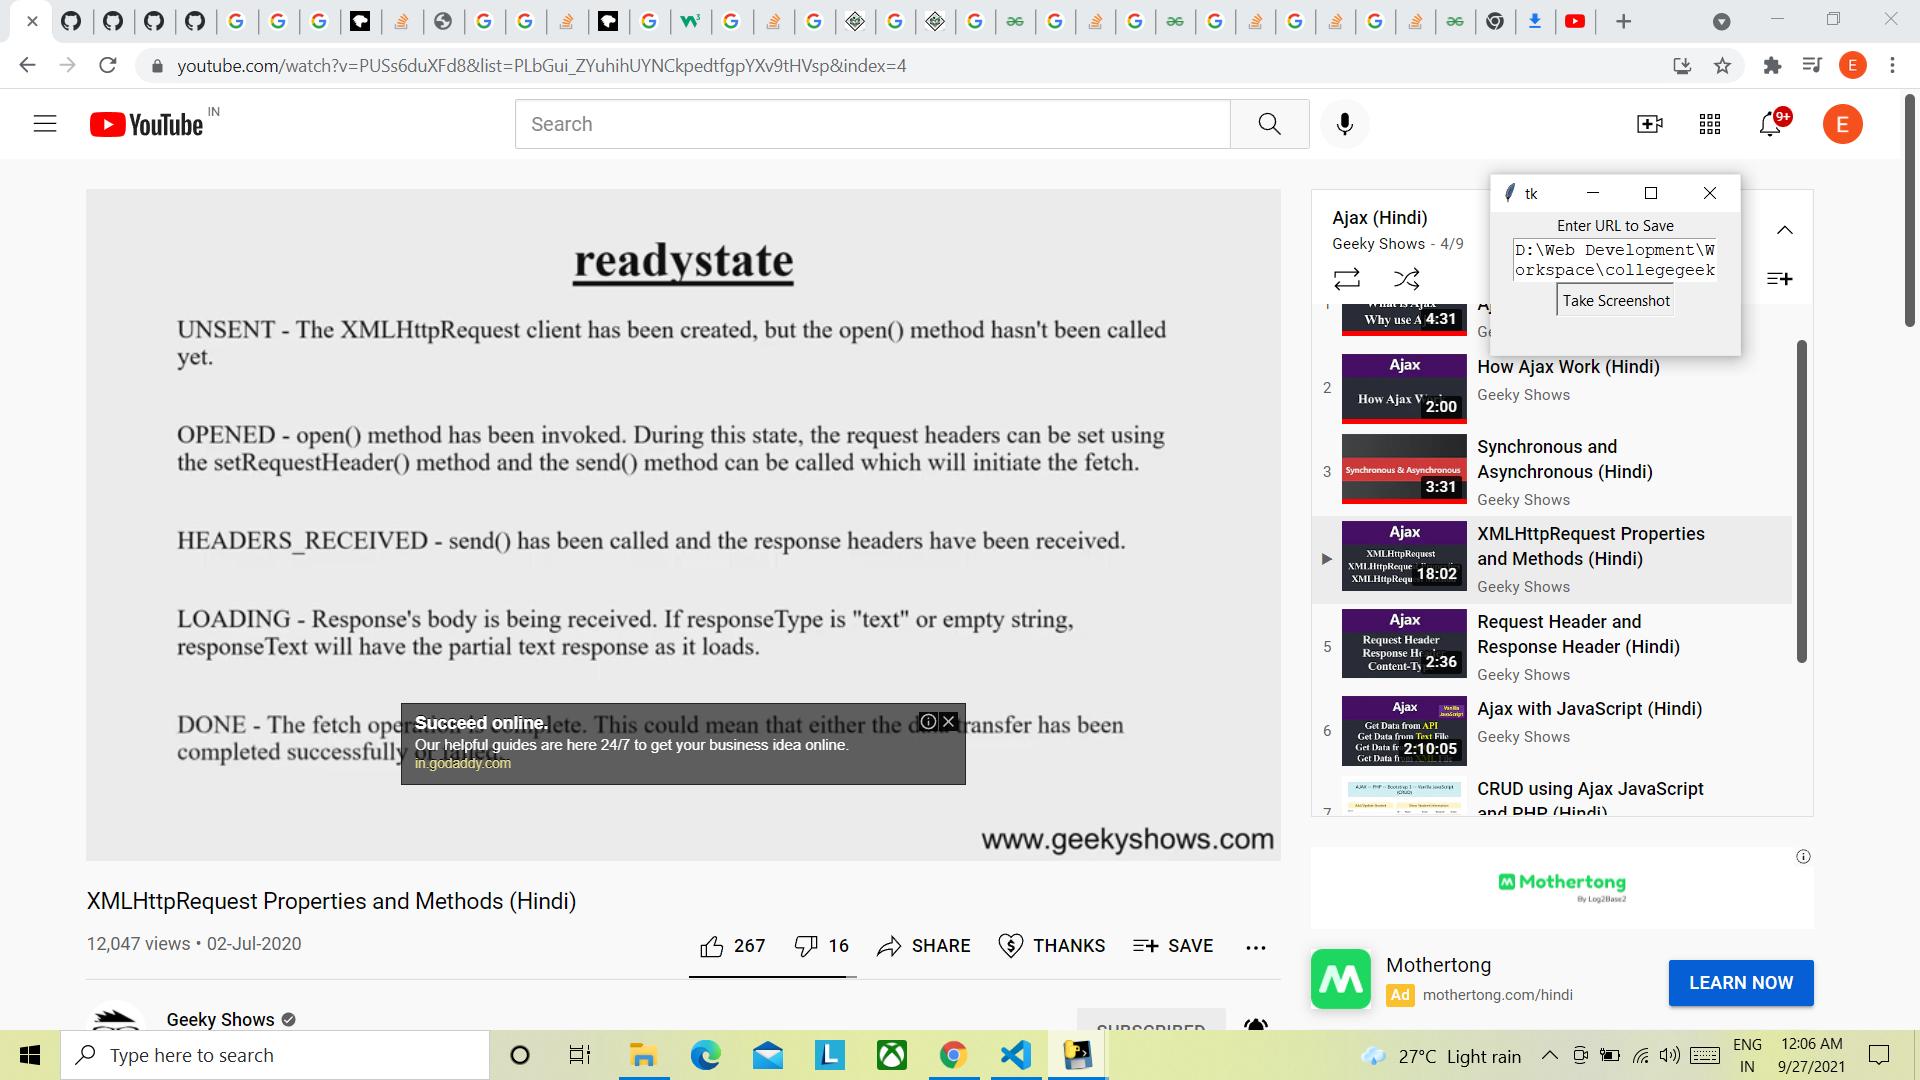 youtube.com/watch?v=PUSs6duXFd8&list=PLbGui_ZYuhihUYNCkpedtfgpYXv9tHVsp&index=4
E
YouTube IN
Search
9+
E
readystate
UNSENT - The XMLHttpRequest client has been created, but the open() method hasn't been called
yet.
OPENED - open() method has been invoked. During this state, the request headers can be set using
the setRequestHeader() method and the send() method can be called which will initiate the fetch.
HEADERS_RECEIVED - send() has been called and the response headers have been received.
LOADING - Response's body is being received. If responseType is "text" or empty string,
responseText will have the partial text response as it loads.
DONE - The fetch operation is complete. This could mean that either the data transfer has been
completed successfully or failed.
Succeed online.
Our helpful guides are here 24/7 to get your business idea online.
in.godaddy.com
www.geekyshows.com
XMLHttpRequest Properties and Methods (Hindi)
12,047 views • 02-Jul-2020
267
16
SHARE
THANKS
SAVE
Geeky Shows
SUBSCRIBED
tk
Enter URL to Save
D:\Web Development\W
orkspace\collegegeek
Take Screenshot
Ajax (Hindi)
Geeky Shows - 4/9
Why use
4:31
2
Ajax
2:00
How Ajax Work (Hindi)
Geeky Shows
3
Synchronous & Asynchronous
3:31
Synchronous and
Asynchronous (Hindi)
Geeky Shows
Ajax
XMLHttpRequest
18:02
XMLHttpRequest Properties
and Methods (Hindi)
Geeky Shows
5
Ajax
Request Header
2:36
Request Header and
Response Header (Hindi)
Geeky Shows
6
Ajax
Vanilla
JavaScript
Get Data from API
Get Data from Text File
2:10:05
Ajax with JavaScript (Hindi)
Geeky Shows
7
CRUD using Ajax JavaScript
and PHP (Hindi)
Mothertong
By Log2Base2
Mothertong
Ad mothertong.com/hindi
LEARN NOW
Type here to search
27°C Light rain
ENG
IN
12:06 AM
9/27/2021